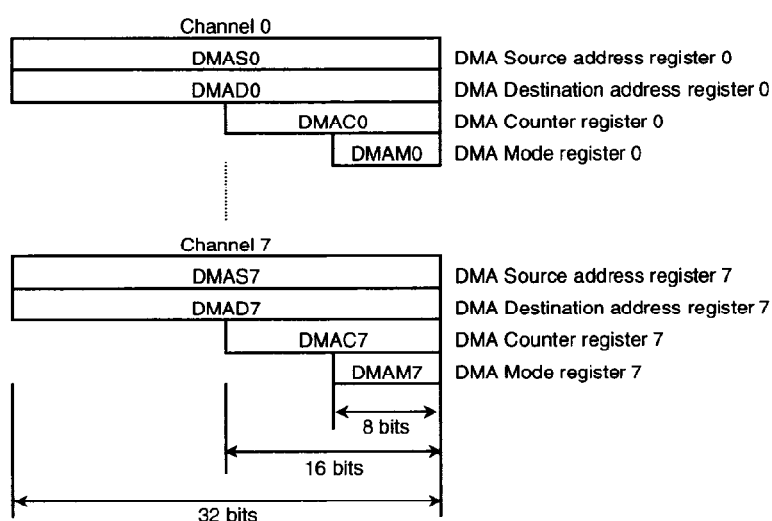 Channel 0
DMAS0 DMA Source address register 0
DMAD0 DMA Destination address register 0
DMAC0 DMA Counter register 0
DMAM0 DMA Mode register 0
Channel 7
DMAS7 DMA Source address register 7
DMAD7 DMA Destination address register 7
DMAC7 DMA Counter register 7
DMAM7 DMA Mode register 7
8 bits
16 bits
32 bits